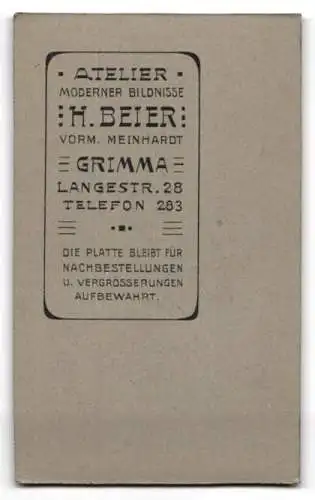 ATELIER
MODERNER BILDNISSE
H. BEIER
VORM. MEINHARDT
GRIMMA
LANGESTR. 28
TELEFON 283
DIE PLATTE BLEIBT FÜR
NACHBESTELLUNGEN
U. VERGRÖSSERUNGEN
AUFBEWAHRT.